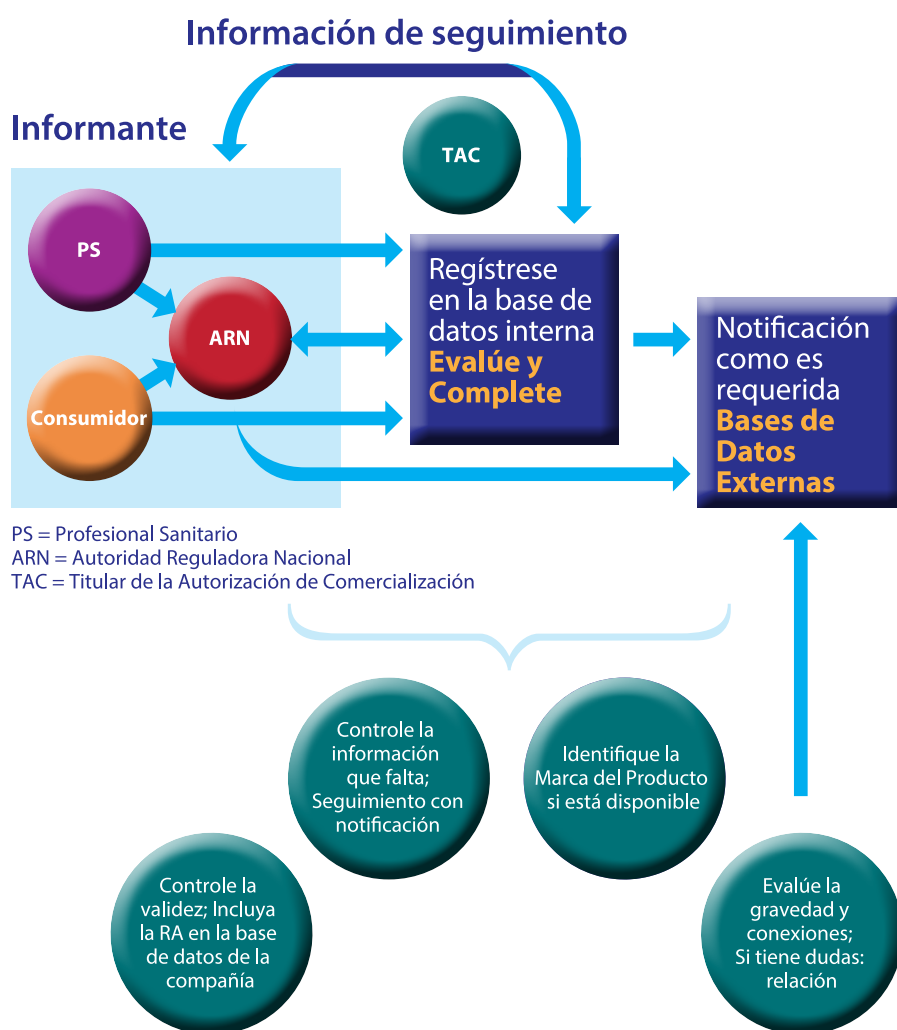 Información de seguimiento
Informante
TAC
PS
ARN
Consumidor
Regístrese
en la base de
datos interna
Evalúe y
Complete
Notificación
como es
requerida
Bases de
Datos
Externas
PS = Profesional Sanitario
ARN = Autoridad Reguladora Nacional
TAC = Titular de la Autorización de Comercialización
Controle la
información
que falta;
Seguimiento con
notificación
Identifique la
Marca del Producto
si está disponible
Controle la
validez; Incluya
la RA en la base
de datos de la
compañía
Evalúe la
gravedad y
conexiones;
Si tiene dudas:
relación